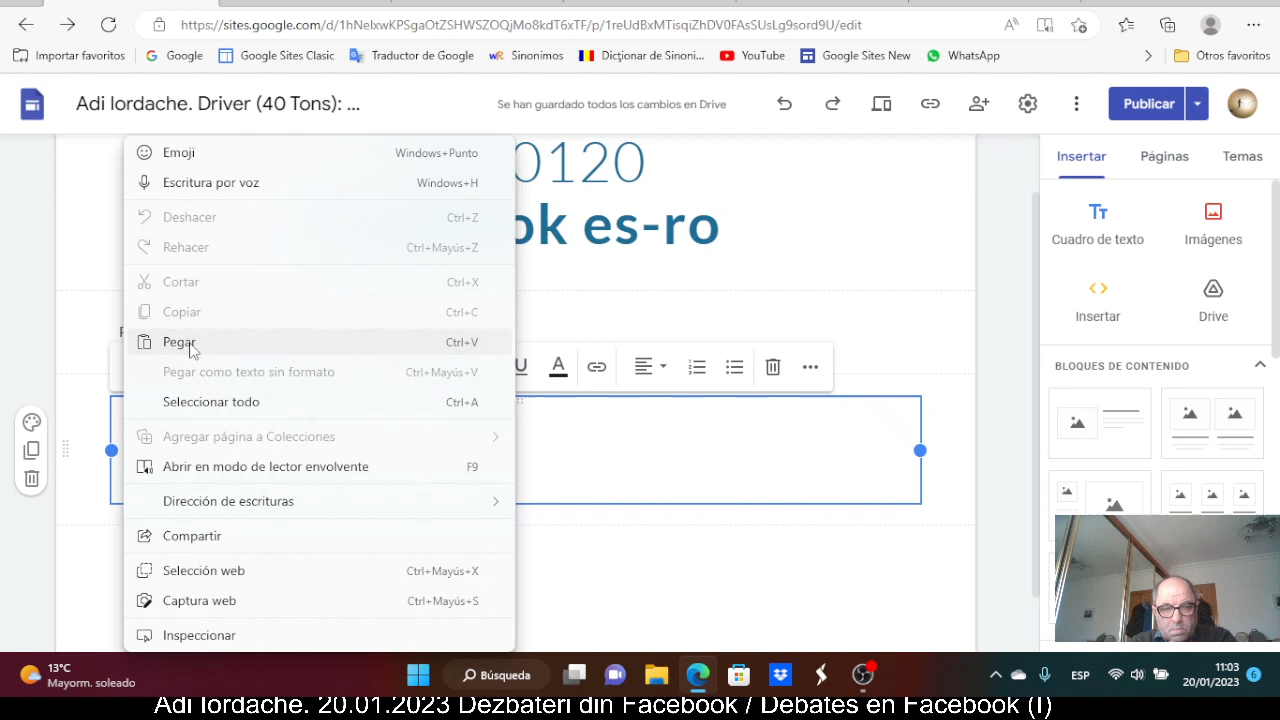 https://sites.google.com/d/1hNeIxwKPSgaOtZSHWSZOQjMo8kdT6xTF/p/1reUdBxMTisqiZhDV0FAsSUsLg9sord9U/edit
Importar favoritos
Google
Google Sites Clasic
Traductor de Google
Sinonimos
Dicționar de Sinoni...
YouTube
Google Sites New
WhatsApp
Otros favoritos
Adi Iordache. Driver (40 Tons): ...
Se han guardado todos los cambios en Drive
Publicar
0120
ok es-ro
Emoji Windows+Punto
Escritura por voz Windows+H
Deshacer Ctrl+Z
Rehacer Ctrl+Mayús+Z
Cortar Ctrl+X
Copiar Ctrl+C
Pegar Ctrl+V
Pegar como texto sin formato Ctrl+Mayús+V
Seleccionar todo Ctrl+A
Agregar página a Colecciones
Abrir en modo de lector envolvente F9
Dirección de escrituras
Compartir
Selección web Ctrl+Mayús+X
Captura web Ctrl+Mayús+S
Inspeccionar
Insertar
Páginas
Temas
Cuadro de texto
Imágenes
Insertar
Drive
BLOQUES DE CONTENIDO
13°C
Mayorm. soleado
Búsqueda
ESP
11:03
20/01/2023
6
Adi Iordache. 20.01.2023 Dezbateri din Facebook / Debates en Facebook (I)